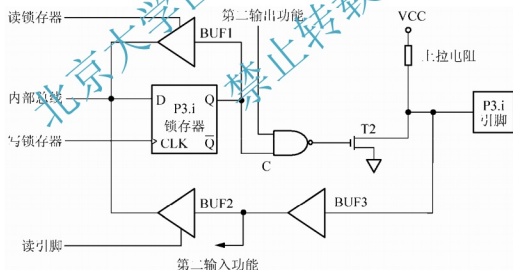 读锁存器
第二输出功能
VCC
BUF1
上拉电阻
内部总线
D
Q
P3.i
锁存器
写锁存器
CLK
Q
T2
P3.i
引脚
C
BUF2
BUF3
读引脚
第二输入功能
北京大学出
禁止转载